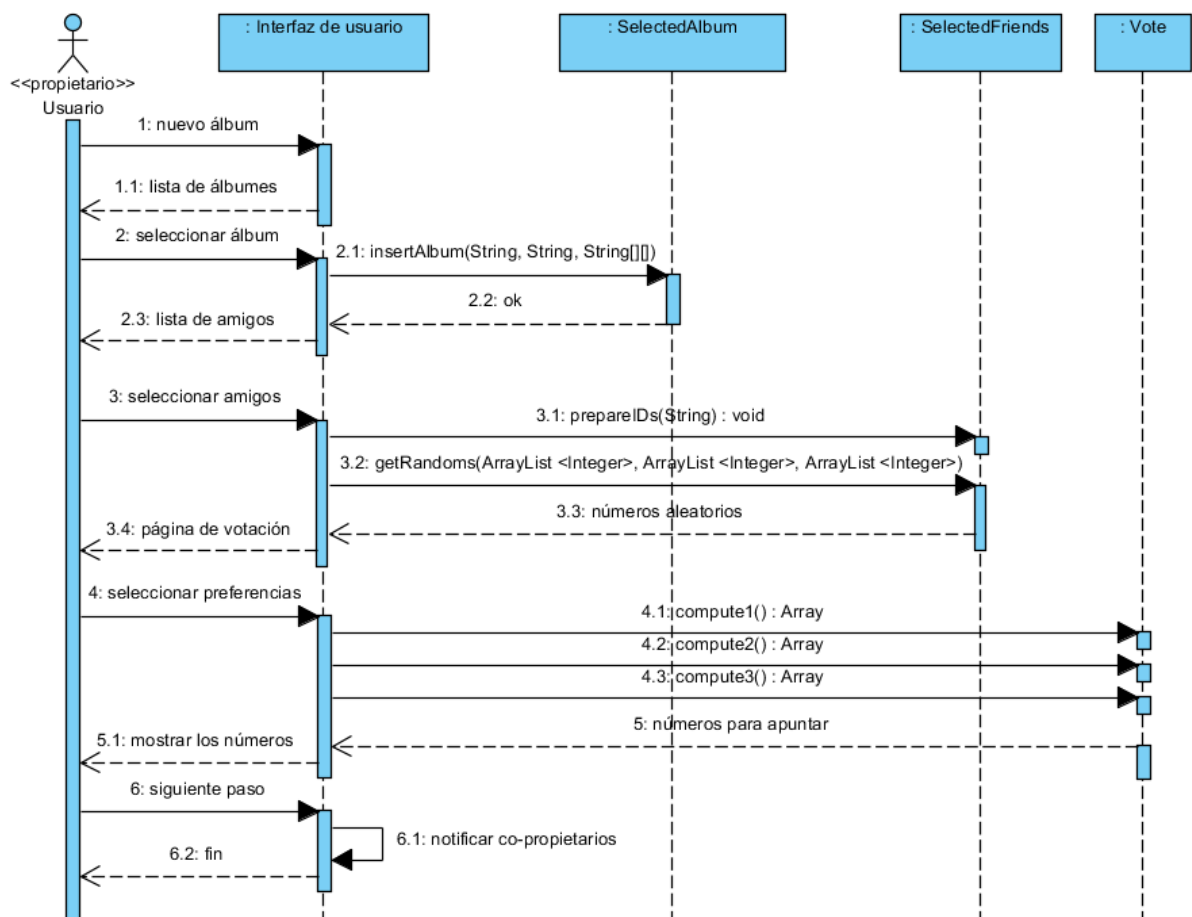 : Interfaz de usuario
: SelectedAlbum
: SelectedFriends
: Vote
<<propietario>>
Usuario
1: nuevo álbum
1.1: lista de álbumes
2: seleccionar álbum
2.1: insertAlbum(String, String, String[][])
2.2: ok
2.3: lista de amigos
3: seleccionar amigos
3.1: prepareIDs(String) : void
3.2: getRandoms(ArrayList <Integer>, ArrayList <Integer>, ArrayList <Integer>)
3.3: números aleatorios
3.4: página de votación
4: seleccionar preferencias
4.1: compute1() : Array
4.2: compute2() : Array
4.3: compute3() : Array
5: números para apuntar
5.1: mostrar los números
6: siguiente paso
6.1: notificar co-propietarios
6.2: fin